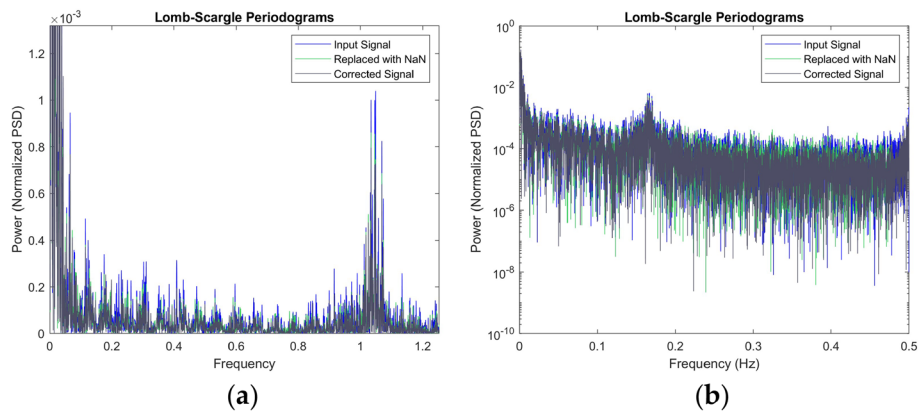 Lomb-Scargle Periodograms
×10⁻³
1.2
1
0.8
0.6
0.4
0.2
0
Power (Normalized PSD)
Input Signal
Replaced with NaN
Corrected Signal
0 0.2 0.4 0.6 0.8 1 1.2
Frequency
(a)
Lomb-Scargle Periodograms
10⁰
10⁻²
10⁻⁴
10⁻⁶
10⁻⁸
10⁻¹⁰
Power (Normalized PSD)
Input Signal
Replaced with NaN
Corrected Signal
0 0.1 0.2 0.3 0.4 0.5
Frequency (Hz)
(b)